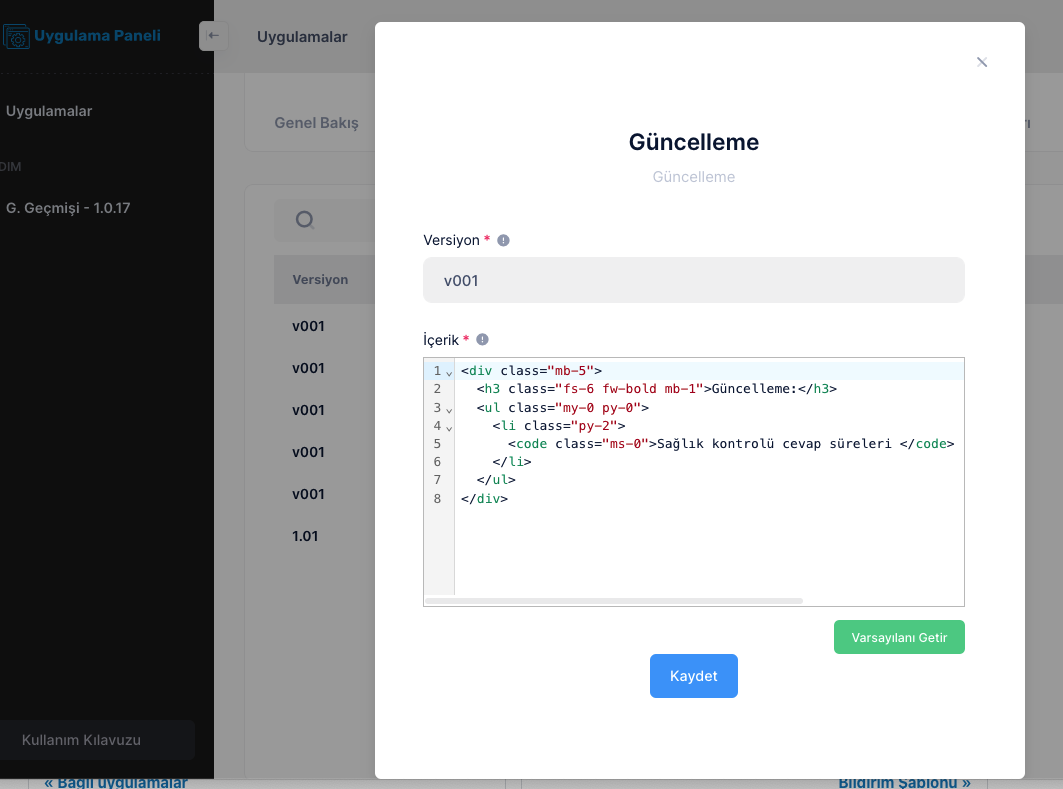 Uygulama Paneli
Uygulamalar
Uygulamalar
DIM
G. Geçmişi - 1.0.17
Kullanım Kılavuzu
Genel Bakış
Versiyon
v001
v001
v001
v001
v001
1.01
Güncelleme
Güncelleme
Versiyon *
v001
İçerik *
1 <div class="mb-5">
2 <h3 class="fs-6 fw-bold mb-1">Güncelleme:</h3>
3 <ul class="my-0 py-0">
4 <li class="py-2">
5 <code class="ms-0">Sağlık kontrolü cevap süreleri </code>
6 </li>
7 </ul>
8 </div>
Varsayılanı Getir
Kaydet
« Bağlı uygulamalar
Bildirim Şablonu »